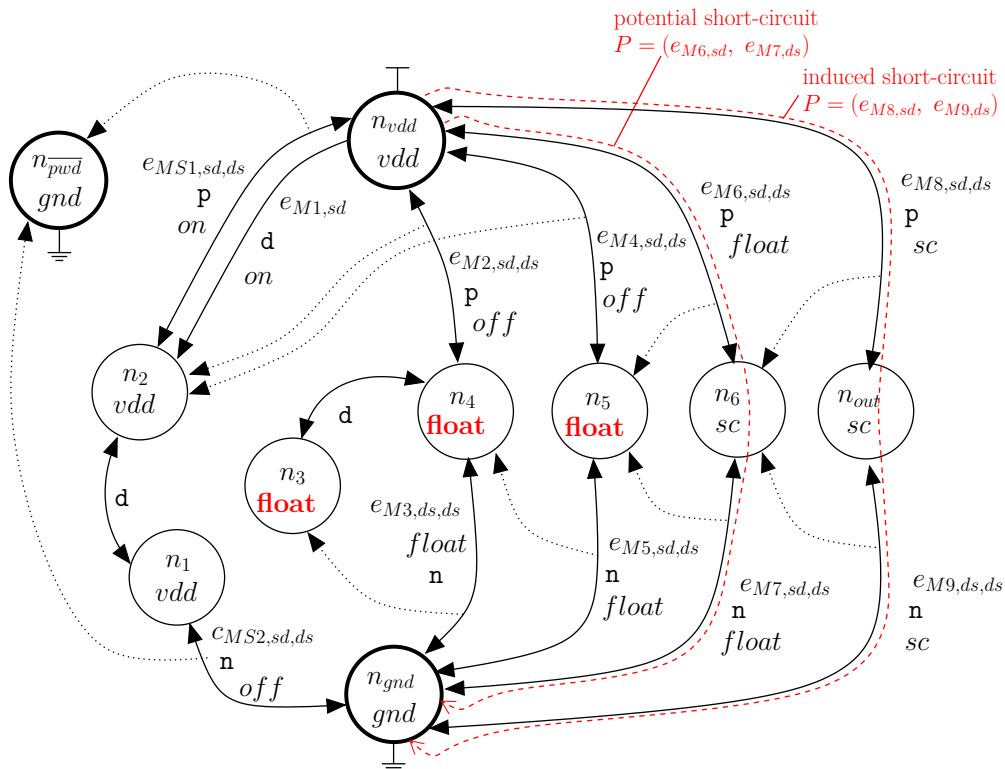 potential short-circuit
P = (e_{M6,sd}, e_{M7,ds})
induced short-circuit
P = (e_{M8,sd}, e_{M9,ds})
n_{vdd}
vdd
n_{\overline{pwd}}
gnd
e_{MS1,sd,ds}
p
on
e_{M1,sd}
d
on
e_{M2,sd,ds}
p
off
e_{M4,sd,ds}
p
off
e_{M6,sd,ds}
p
float
e_{M8,sd,ds}
p
sc
n_2
vdd
d
n_3
float
n_4
float
n_5
float
n_6
sc
n_{out}
sc
d
n_1
vdd
e_{M3,ds,ds}
float
n
e_{M5,sd,ds}
n
float
e_{M7,sd,ds}
n
float
e_{M9,ds,ds}
n
sc
e_{MS2,sd,ds}
n
off
n_{gnd}
gnd